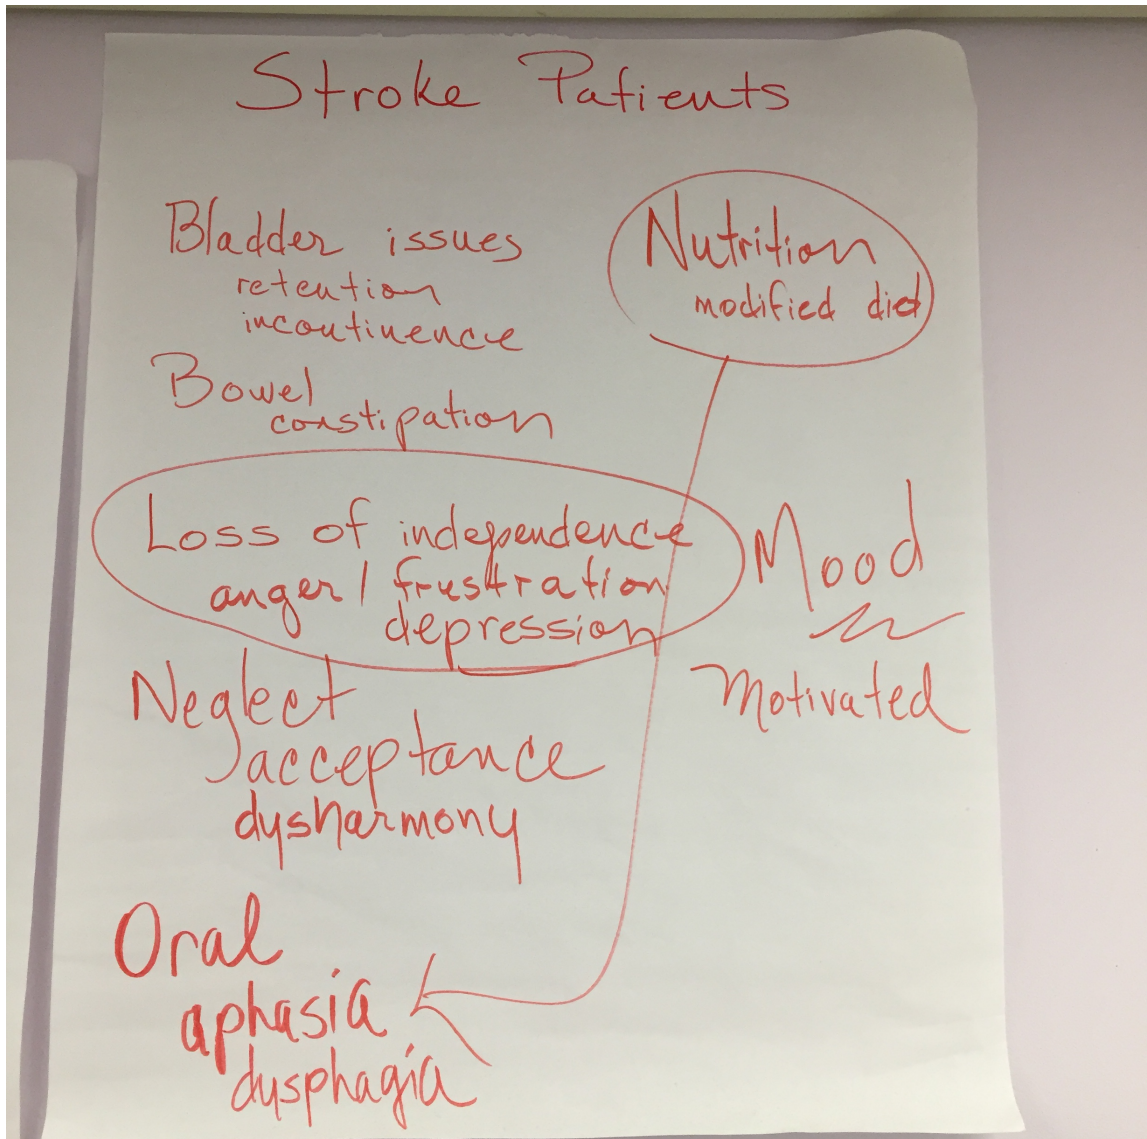 Stroke Patients
Bladder issues
retention
incontinence
Bowel
constipation
Nutrition
modified diet
Loss of independence
anger / frustration
depression
Mood
Motivated
Neglect
acceptance
dysharmony
Oral
aphasia
dysphagia